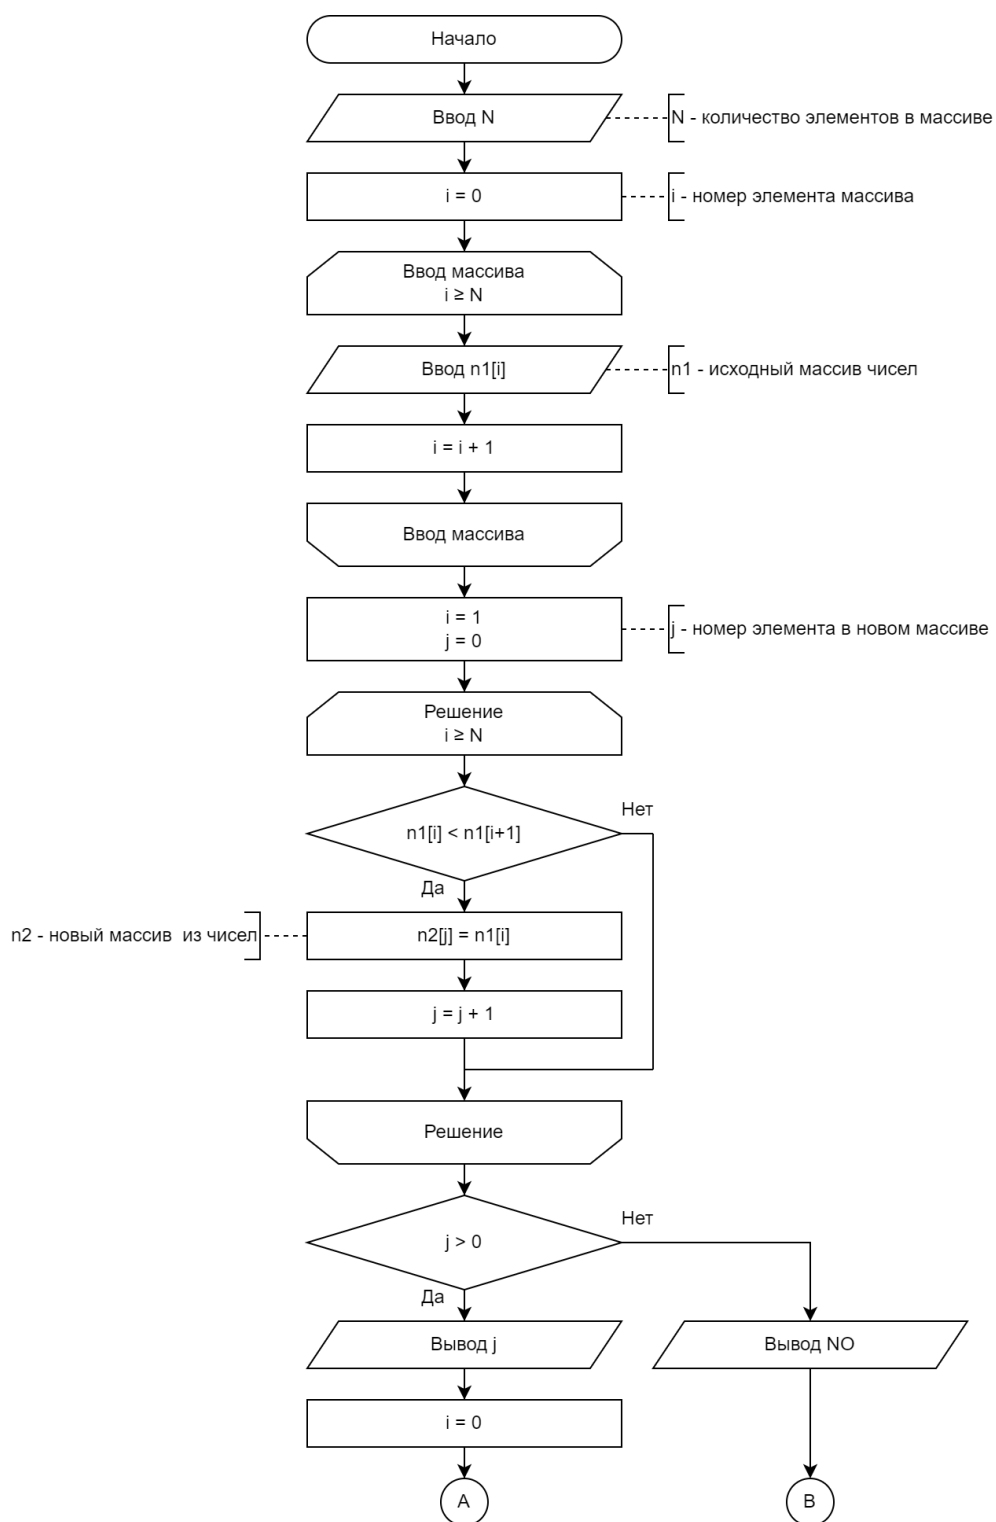 Начало
Ввод N
N - количество элементов в массиве
i = 0
i - номер элемента массива
Ввод массива
i ≥ N
Ввод n1[i]
n1 - исходный массив чисел
i = i + 1
Ввод массива
i = 1
j = 0
j - номер элемента в новом массиве
Решение
i ≥ N
n1[i] < n1[i+1]
Нет
Да
n2 - новый массив из чисел
n2[j] = n1[i]
j = j + 1
Решение
j > 0
Нет
Да
Вывод j
Вывод NO
i = 0
A
B